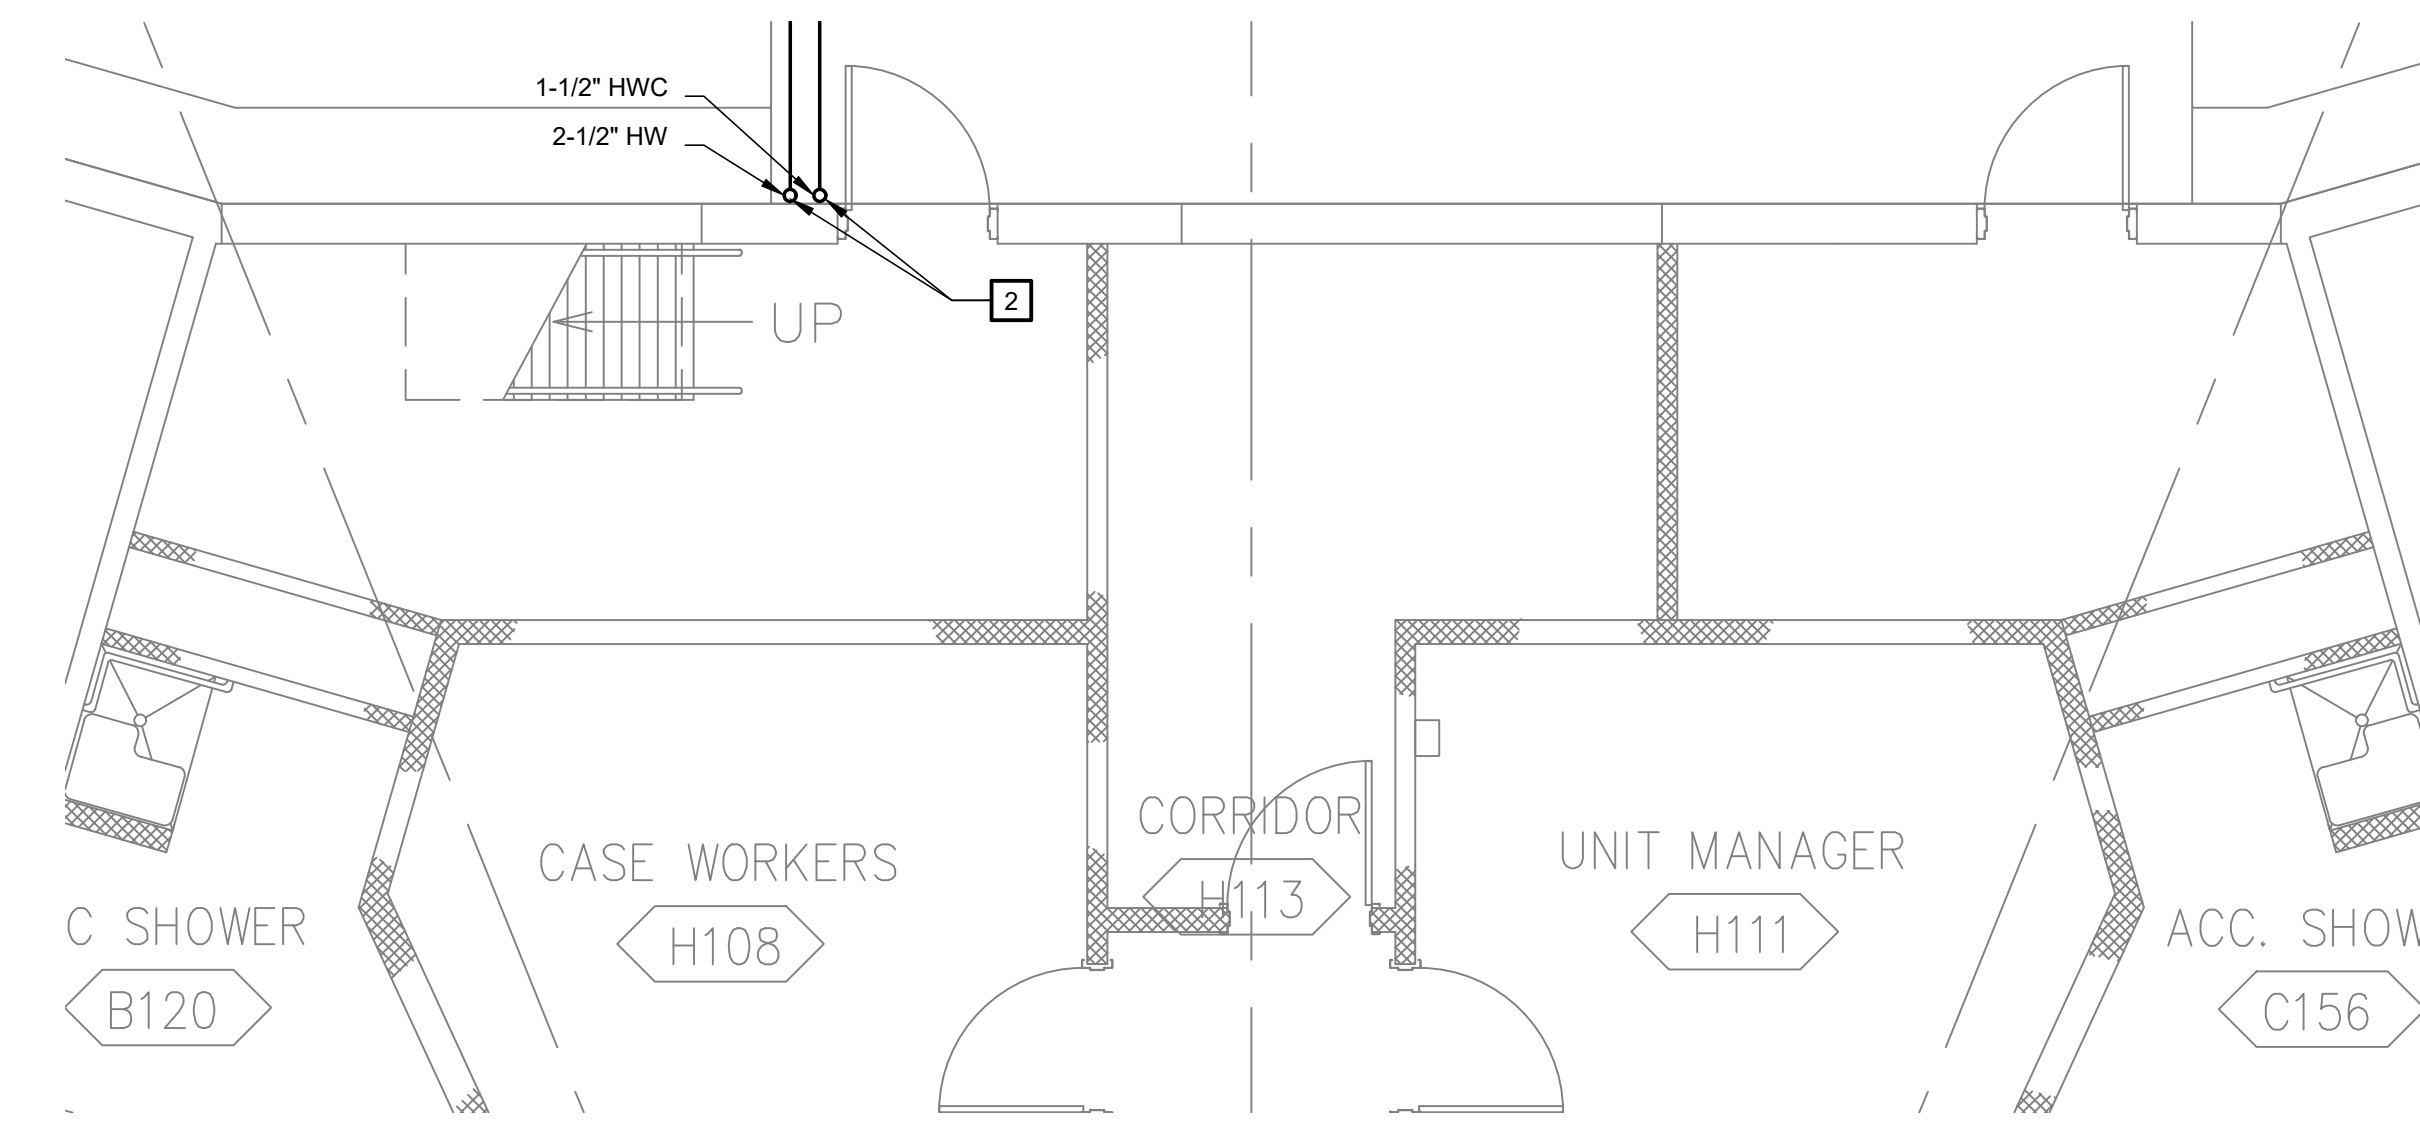 1-1/2" HWC
2-1/2" HW
2
UP
CORRIDOR
H113
CASE WORKERS
H108
UNIT MANAGER
H111
C SHOWER
B120
ACC. SHOW
C156